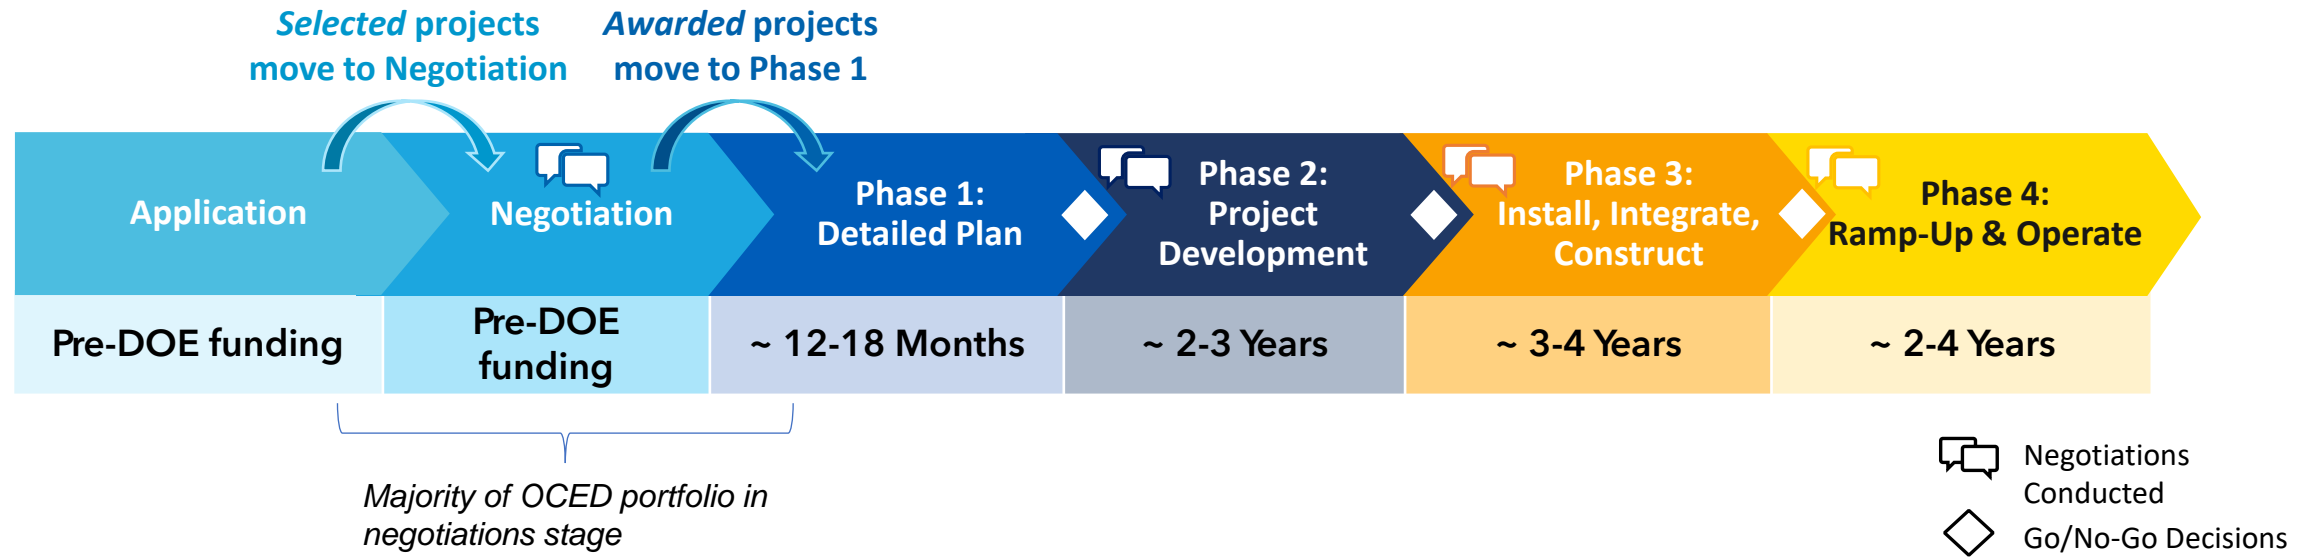 Selected projects
move to Negotiation
Awarded projects
move to Phase 1
Application
Negotiation
Phase 1:
Detailed Plan
Phase 2:
Project
Development
Phase 3:
Install, Integrate,
Construct
Phase 4:
Ramp-Up & Operate
Pre-DOE funding
Pre-DOE
funding
~ 12-18 Months
~ 2-3 Years
~ 3-4 Years
~ 2-4 Years
Majority of OCED portfolio in
negotiations stage
Negotiations
Conducted
Go/No-Go Decisions